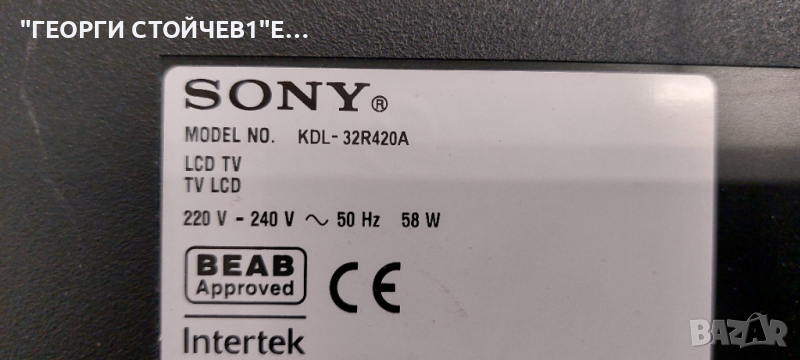 "ГЕОРГИ СТОЙЧЕВ1"Е...
SONY®
MODEL NO. KDL-32R420A
LCD TV
TV LCD
220 V - 240 V ~ 50 Hz 58 W
BEAB
Approved
CE
Intertek
BAZAR